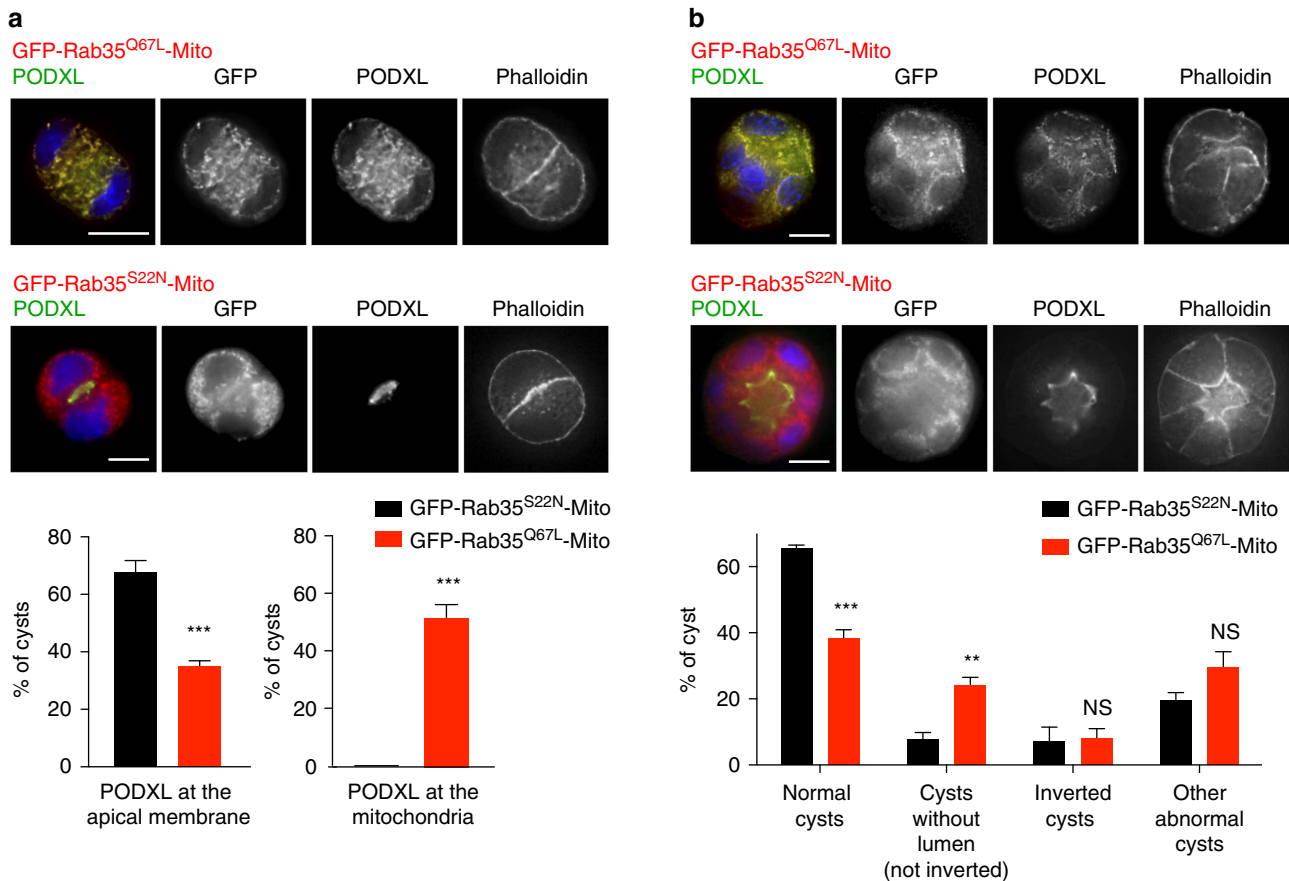 a
GFP-Rab35Q67L-Mito
PODXL GFP PODXL Phalloidin
GFP-Rab35S22N-Mito
PODXL GFP PODXL Phalloidin
GFP-Rab35S22N-Mito
GFP-Rab35Q67L-Mito
% of cysts
80
60
40
20
0
***
PODXL at the
apical membrane
% of cysts
80
60
40
20
0
***
PODXL at the
mitochondria
b
GFP-Rab35Q67L-Mito
PODXL GFP PODXL Phalloidin
GFP-Rab35S22N-Mito
PODXL GFP PODXL Phalloidin
GFP-Rab35S22N-Mito
GFP-Rab35Q67L-Mito
% of cyst
60
40
20
0
***
**
NS
NS
Normal
cysts
Cysts
without
lumen
(not inverted)
Inverted
cysts
Other
abnormal
cysts